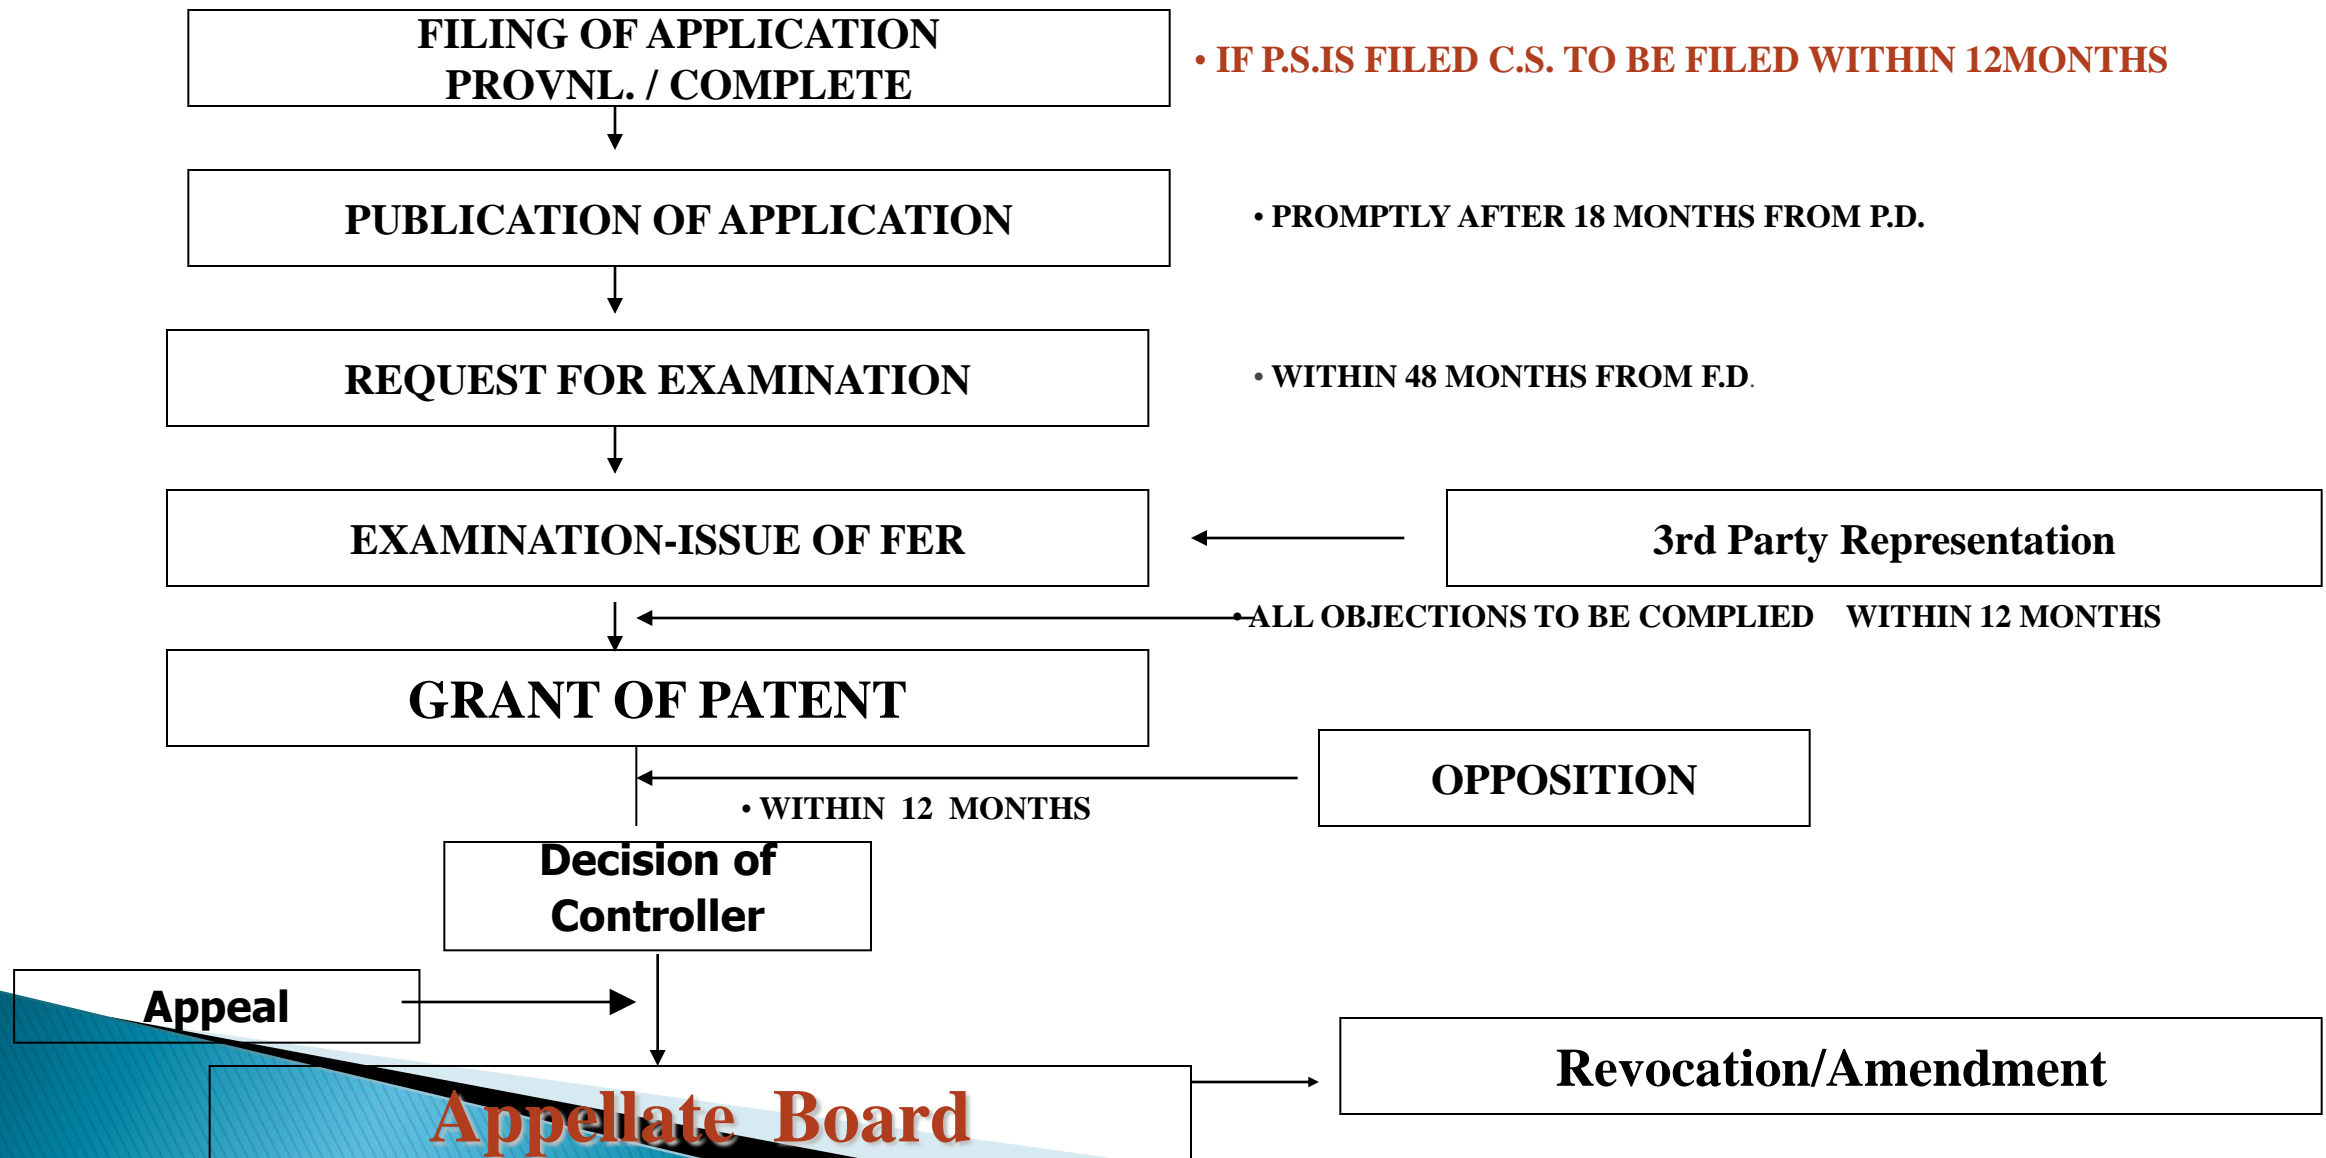 FILING OF APPLICATION
PROVNL. / COMPLETE
• IF P.S.IS FILED C.S. TO BE FILED WITHIN 12MONTHS
PUBLICATION OF APPLICATION
• PROMPTLY AFTER 18 MONTHS FROM P.D.
REQUEST FOR EXAMINATION
• WITHIN 48 MONTHS FROM F.D.
EXAMINATION-ISSUE OF FER
3rd Party Representation
• ALL OBJECTIONS TO BE COMPLIED WITHIN 12 MONTHS
GRANT OF PATENT
OPPOSITION
• WITHIN 12 MONTHS
Decision of
Controller
Appeal
Revocation/Amendment
Appellate Board